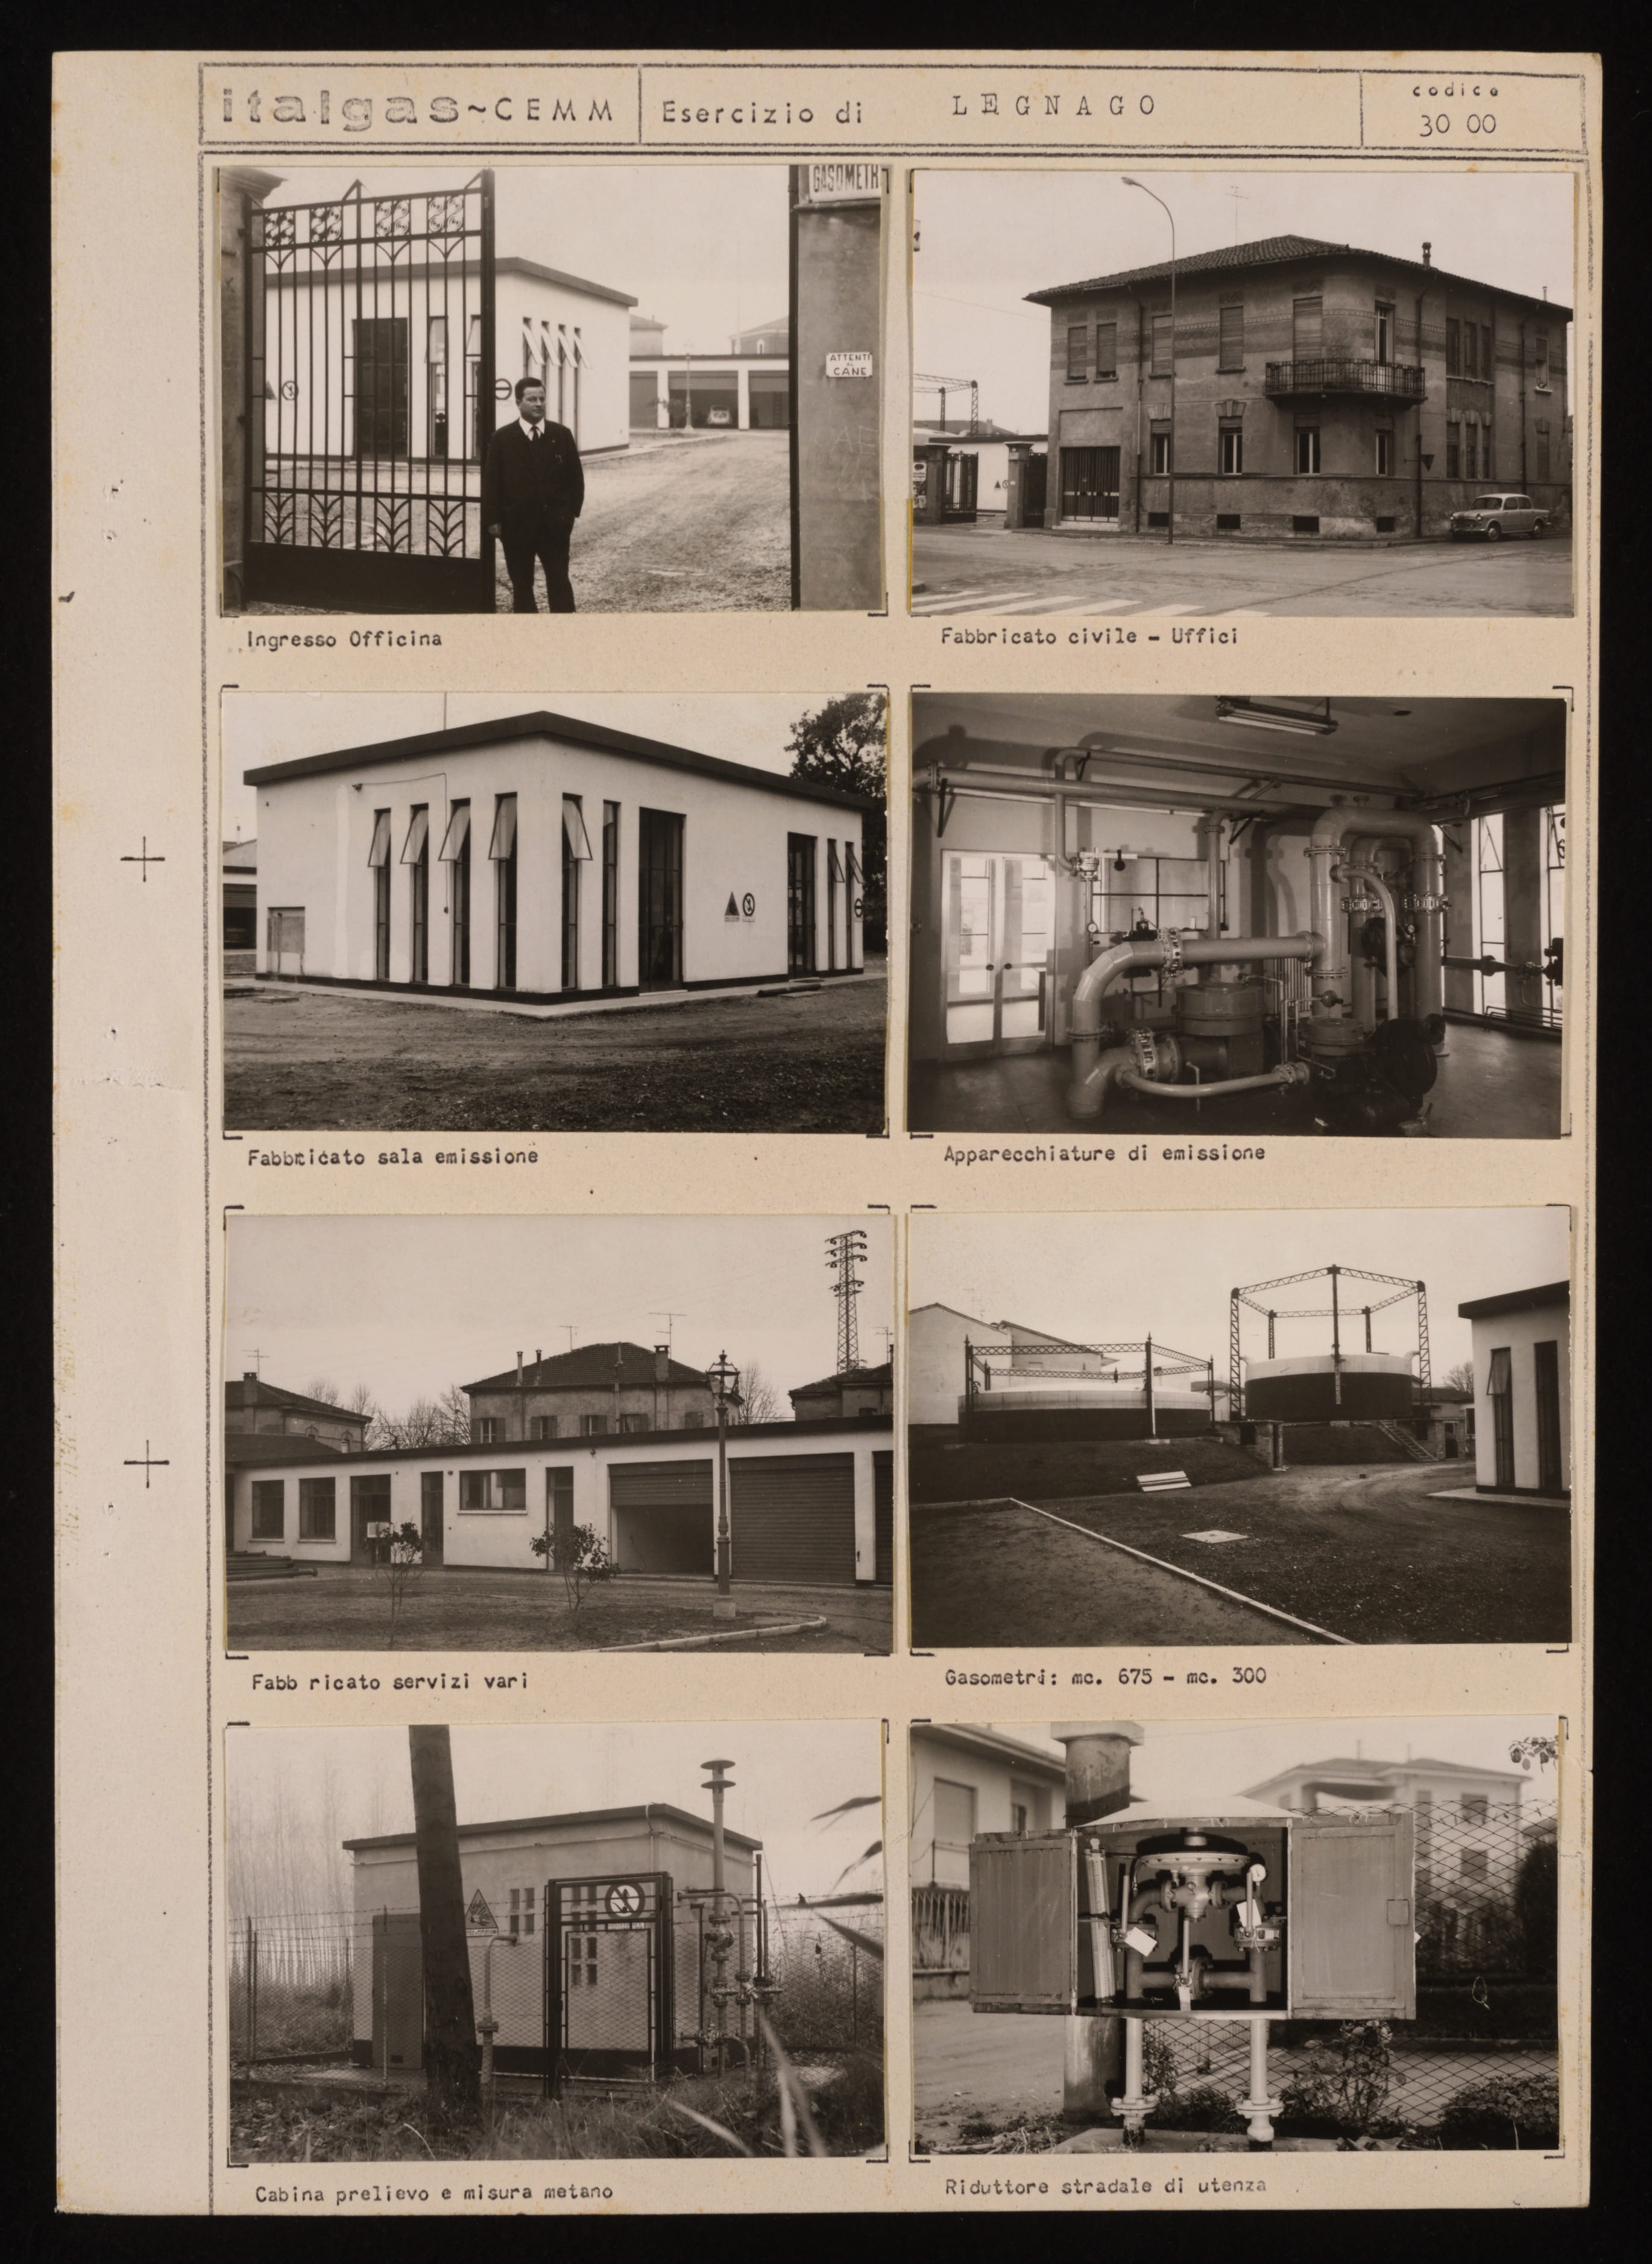 italgas~CEMM
Esercizio di
LEGNAGO
codice
30 00
GASOMETR
ATTENTI
AL
CANE
Ingresso Officina
Fabbricato civile - Uffici
Fabbricato sala emissione
Apparecchiature di emissione
Fabb ricato servizi vari
Gasometri: mc. 675 - mc. 300
Cabina prelievo e misura metano
Riduttore stradale di utenza